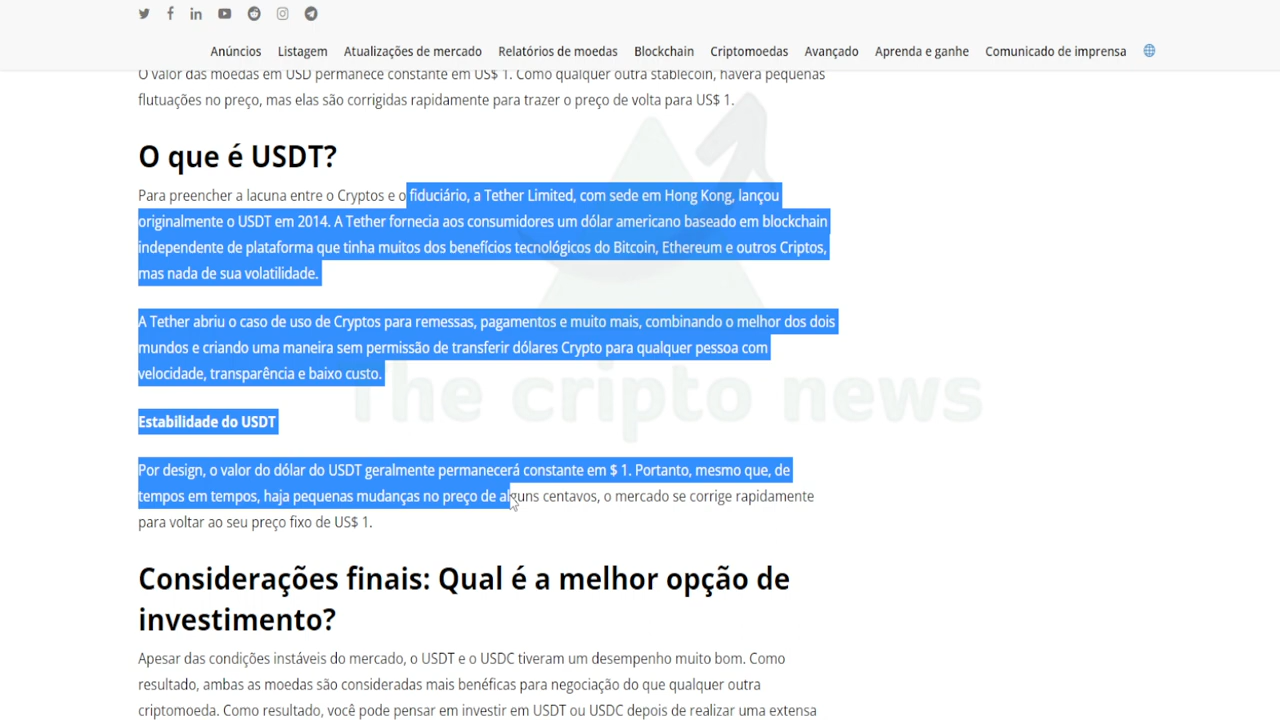 Anúncios Listagem Atualizações de mercado Relatórios de moedas Blockchain Criptomoedas Avançado Aprenda e ganhe Comunicado de imprensa
O valor das moedas em USD permanece constante em US$ 1. Como qualquer outra stablecoin, haverá pequenas
flutuações no preço, mas elas são corrigidas rapidamente para trazer o preço de volta para US$ 1.
O que é USDT?
Para preencher a lacuna entre o Cryptos e o fiduciário, a Tether Limited, com sede em Hong Kong, lançou
originalmente o USDT em 2014. A Tether fornecia aos consumidores um dólar americano baseado em blockchain
independente de plataforma que tinha muitos dos benefícios tecnológicos do Bitcoin, Ethereum e outros Criptos,
mas nada de sua volatilidade.
A Tether abriu o caso de uso de Cryptos para remessas, pagamentos e muito mais, combinando o melhor dos dois
mundos e criando uma maneira sem permissão de transferir dólares Crypto para qualquer pessoa com
velocidade, transparência e baixo custo.
The cripto news
Estabilidade do USDT
Por design, o valor do dólar do USDT geralmente permanecerá constante em $ 1. Portanto, mesmo que, de
tempos em tempos, haja pequenas mudanças no preço de alguns centavos, o mercado se corrige rapidamente
para voltar ao seu preço fixo de US$ 1.
Considerações finais: Qual é a melhor opção de
investimento?
Apesar das condições instáveis do mercado, o USDT e o USDC tiveram um desempenho muito bom. Como
resultado, ambas as moedas são consideradas mais benéficas para negociação do que qualquer outra
criptomoeda. Como resultado, você pode pensar em investir em USDT ou USDC depois de realizar uma extensa